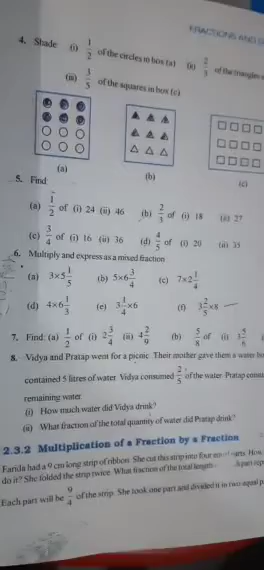 FRACTIONS AND
4. Shade: (i) 1/2 of the circles in box (a) (ii) 2/3 of the triangles
(iii) 3/5 of the squares in box (c)
(a)
(b)
(c)
5. Find:
(a) 1/2 of (i) 24 (ii) 46 (b) 2/3 of (i) 18 (ii) 27
(c) 3/4 of (i) 16 (ii) 36 (d) 4/5 of (i) 20 (ii) 35
6. Multiply and express as a mixed fraction
(a) 3×5 1/5 (b) 5×6 3/4 (c) 7×2 1/4
(d) 4×6 1/3 (e) 3 1/4 ×6 (f) 3 2/5 ×8
7. Find: (a) 1/2 of (i) 2 3/4 (ii) 4 2/9 (b) 5/8 of (i) 3 5/6
8. Vidya and Pratap went for a picnic. Their mother gave them a water
contained 5 litres of water. Vidya consumed 2/5 of the water. Pratap
remaining water.
(i) How much water did Vidya drink?
(ii) What fraction of the total quantity of water did Pratap drink?
2.3.2 Multiplication of a Fraction by a Fraction
Farida had a 9 cm long strip of ribbon. She cut this strip into four parts. How
do it? She folded the strip twice. What fraction of the total length
Each part will be 9/4 of the strip. She took one part and divided it in two equal